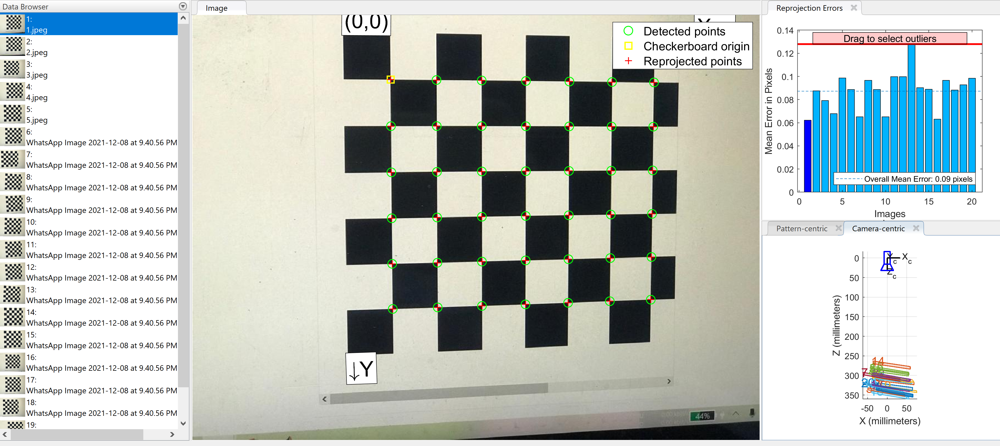 Data Browser
1:
1.jpeg
2:
2.jpeg
3:
3.jpeg
4:
4.jpeg
5:
5.jpeg
6:
WhatsApp Image 2021-12-08 at 9.40.56 PM
7:
WhatsApp Image 2021-12-08 at 9.40.56 PM
8:
WhatsApp Image 2021-12-08 at 9.40.56 PM
9:
WhatsApp Image 2021-12-08 at 9.40.56 PM
10:
WhatsApp Image 2021-12-08 at 9.40.56 PM
11:
WhatsApp Image 2021-12-08 at 9.40.56 PM
12:
WhatsApp Image 2021-12-08 at 9.40.56 PM
13:
WhatsApp Image 2021-12-08 at 9.40.56 PM
14:
WhatsApp Image 2021-12-08 at 9.40.56 PM
15:
WhatsApp Image 2021-12-08 at 9.40.56 PM
16:
WhatsApp Image 2021-12-08 at 9.40.56 PM
17:
WhatsApp Image 2021-12-08 at 9.40.56 PM
18:
WhatsApp Image 2021-12-08 at 9.40.56 PM
19:
Image
(0,0)
Detected points
Checkerboard origin
Reprojected points
↓Y
44%
Reprojection Errors
Drag to select outliers
Mean Error in Pixels
0.14
0.12
0.1
0.08
0.06
0.04
0.02
0
Overall Mean Error: 0.09 pixels
0 5 10 15 20
Images
Pattern-centric
Camera-centric
Yc
Xc
Zc
Z (millimeters)
0
50
100
150
200
250
300
350
14
7
-50 0 50
X (millimeters)